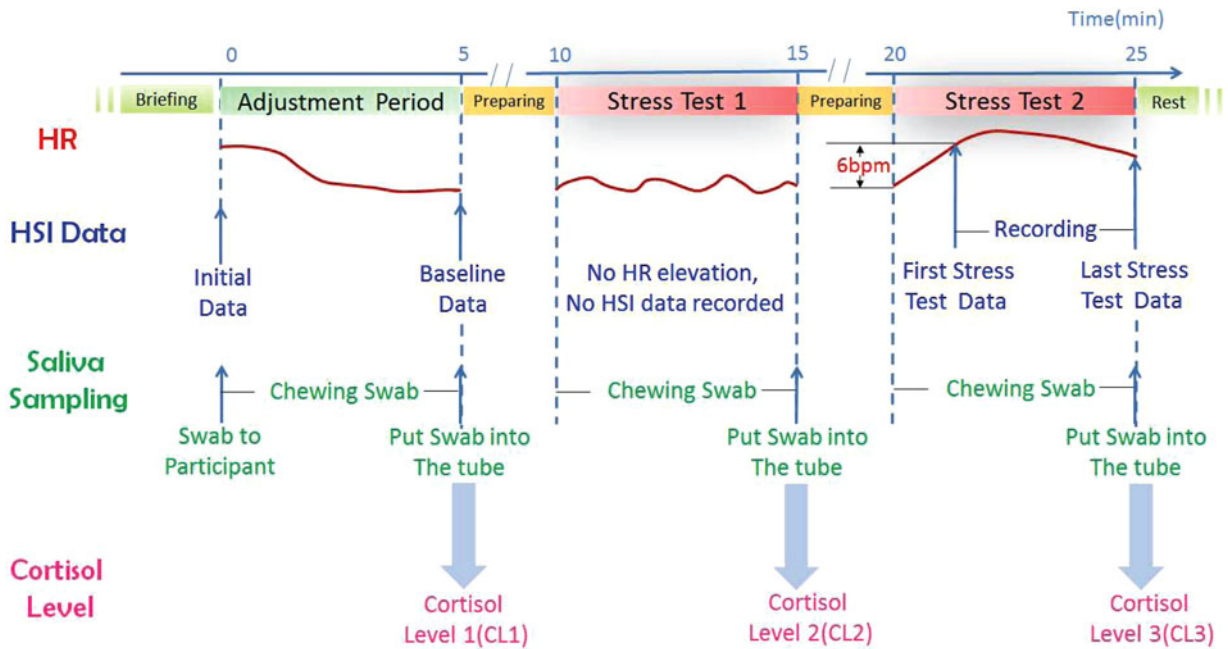 Time(min)
0 5 10 15 20 25
Briefing Adjustment Period Preparing Stress Test 1 Preparing Stress Test 2 Rest
HR
6bpm
HSI Data
Recording
Initial
Data
Baseline
Data
No HR elevation,
No HSI data recorded
First Stress
Test Data
Last Stress
Test Data
Saliva
Sampling
Chewing Swab Chewing Swab Chewing Swab
Swab to
Participant
Put Swab into
The tube
Put Swab into
The tube
Put Swab into
The tube
Cortisol
Level
Cortisol
Level 1(CL1)
Cortisol
Level 2(CL2)
Cortisol
Level 3(CL3)